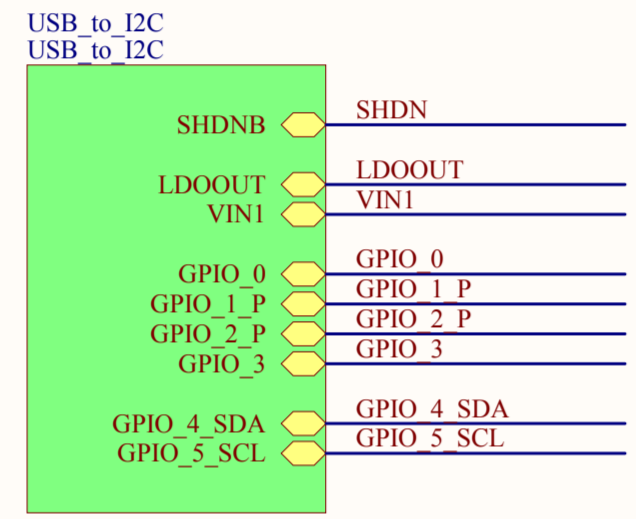 USB_to_I2C
USB_to_I2C
SHDNB SHDN
LDOOUT LDOOUT
VIN1 VIN1
GPIO_0 GPIO_0
GPIO_1_P GPIO_1_P
GPIO_2_P GPIO_2_P
GPIO_3 GPIO_3
GPIO_4_SDA GPIO_4_SDA
GPIO_5_SCL GPIO_5_SCL